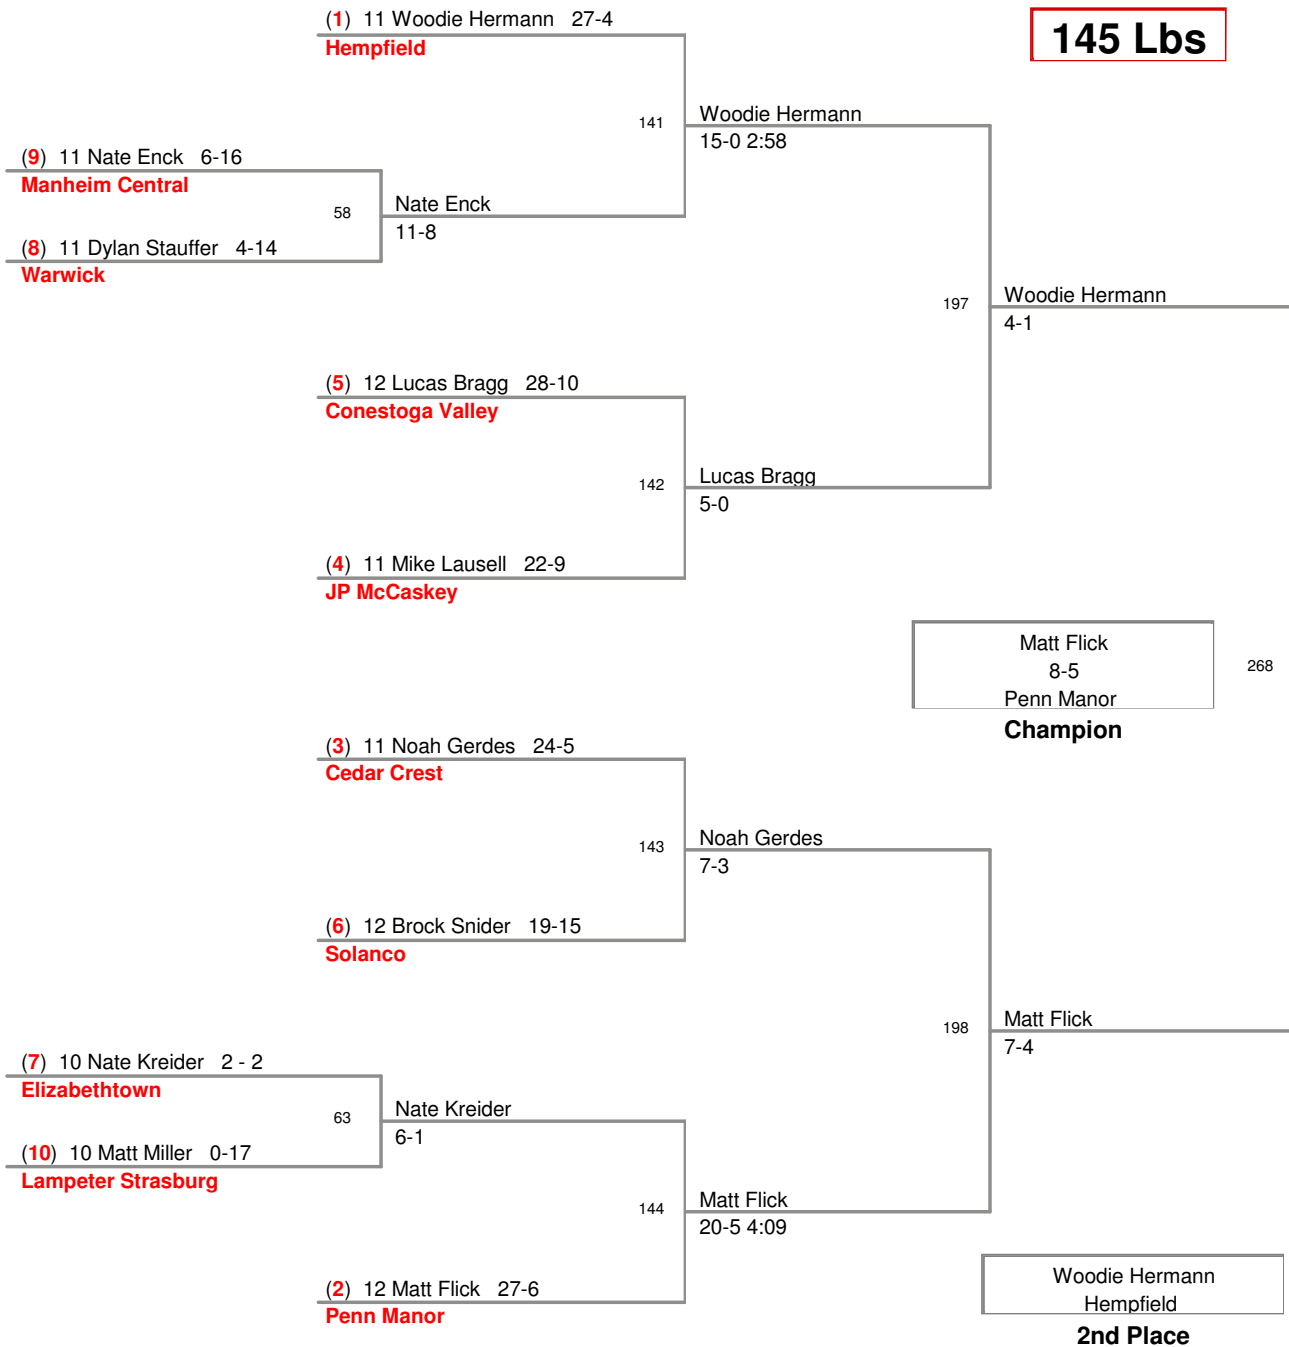 (1) 11 Woodie Hermann 27-4
Hempfield
145 Lbs
141
Woodie Hermann
15-0 2:58
(9) 11 Nate Enck 6-16
Manheim Central
58
Nate Enck
11-8
(8) 11 Dylan Stauffer 4-14
Warwick
197
Woodie Hermann
4-1
(5) 12 Lucas Bragg 28-10
Conestoga Valley
142
Lucas Bragg
5-0
(4) 11 Mike Lausell 22-9
JP McCaskey
Matt Flick
8-5
Penn Manor
268
Champion
(3) 11 Noah Gerdes 24-5
Cedar Crest
143
Noah Gerdes
7-3
(6) 12 Brock Snider 19-15
Solanco
198
Matt Flick
7-4
(7) 10 Nate Kreider 2 - 2
Elizabethtown
63
Nate Kreider
6-1
(10) 10 Matt Miller 0-17
Lampeter Strasburg
144
Matt Flick
20-5 4:09
(2) 12 Matt Flick 27-6
Penn Manor
Woodie Hermann
Hempfield
2nd Place